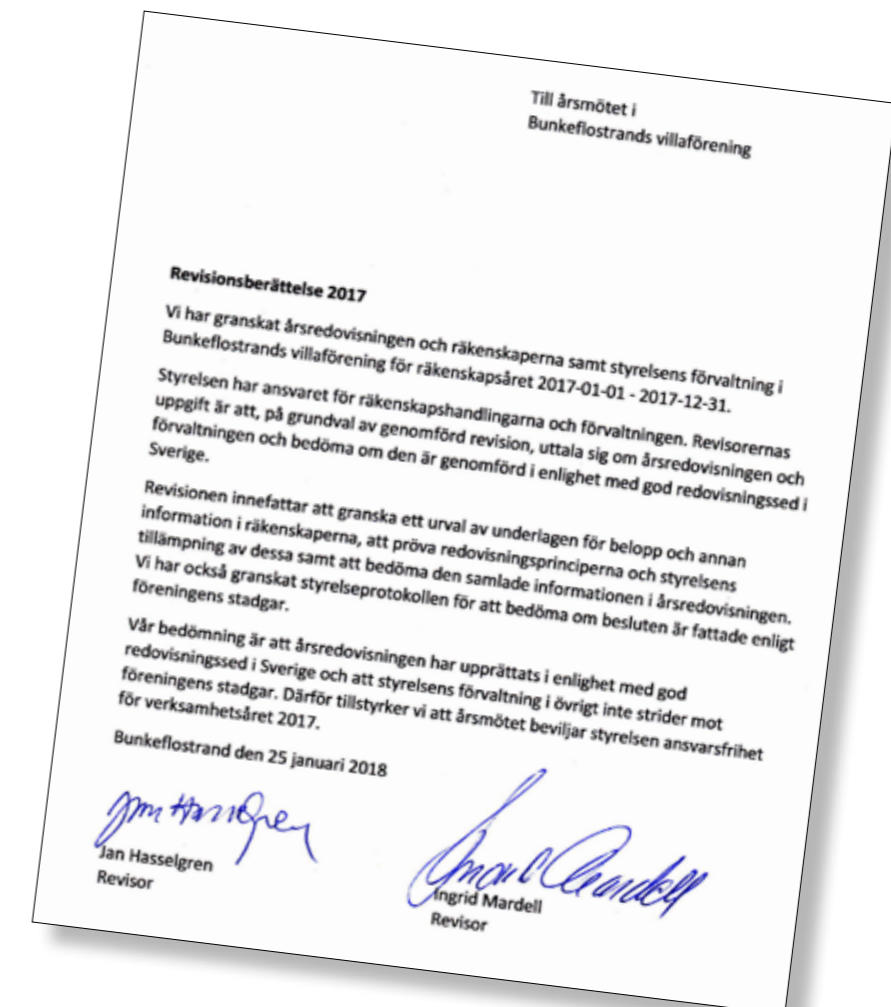 Till årsmötet i
Bunkeflostrands villaförening
Revisionsberättelse 2017
Vi har granskat årsredovisningen och räkenskaperna samt styrelsens förvaltning i
Bunkeflostrands villaförening för räkenskapsåret 2017-01-01 - 2017-12-31.
Styrelsen har ansvaret för räkenskapshandlingarna och förvaltningen. Revisorernas
uppgift är att, på grundval av genomförd revision, uttala sig om årsredovisningen och
förvaltningen och bedöma om den är genomförd i enlighet med god redovisningssed i
Sverige.
Revisionen innefattar att granska ett urval av underlagen för belopp och annan
information i räkenskaperna, att pröva redovisningsprinciperna och styrelsens
tillämpning av dessa samt att bedöma den samlade informationen i årsredovisningen.
Vi har också granskat styrelseprotokollen för att bedöma om besluten är fattade enligt
föreningens stadgar.
Vår bedömning är att årsredovisningen har upprättats i enlighet med god
redovisningssed i Sverige och att styrelsens förvaltning i övrigt inte strider mot
föreningens stadgar. Därför tillstyrker vi att årsmötet beviljar styrelsen ansvarsfrihet
för verksamhetsåret 2017.
Bunkeflostrand den 25 januari 2018
Jan Hasselgren
Revisor
Ingrid Mardell
Revisor